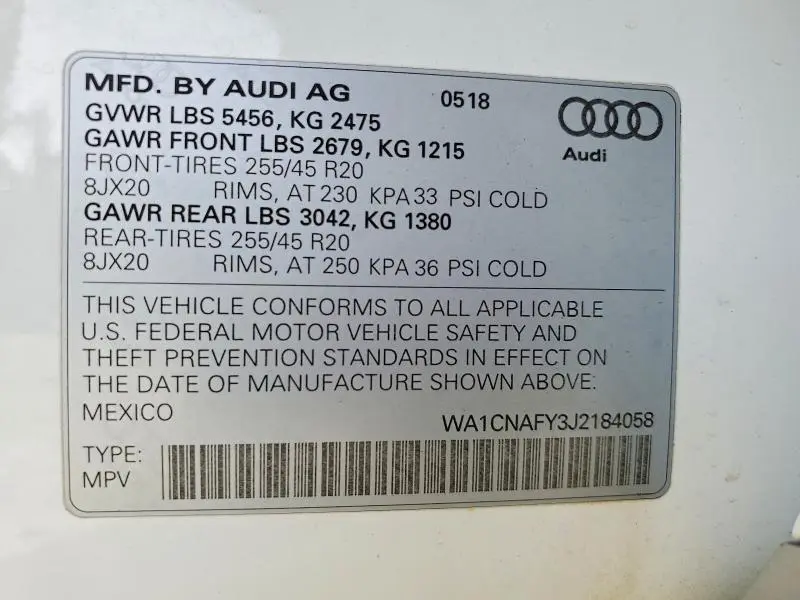 MFD. BY AUDI AG 0518
GVWR LBS 5456, KG 2475
GAWR FRONT LBS 2679, KG 1215
FRONT-TIRES 255/45 R20
8JX20 RIMS, AT 230 KPA 33 PSI COLD
GAWR REAR LBS 3042, KG 1380
REAR-TIRES 255/45 R20
8JX20 RIMS, AT 250 KPA 36 PSI COLD
Audi
THIS VEHICLE CONFORMS TO ALL APPLICABLE
U.S. FEDERAL MOTOR VEHICLE SAFETY AND
THEFT PREVENTION STANDARDS IN EFFECT ON
THE DATE OF MANUFACTURE SHOWN ABOVE:
MEXICO WA1CNAFY3J2184058
TYPE:
MPV